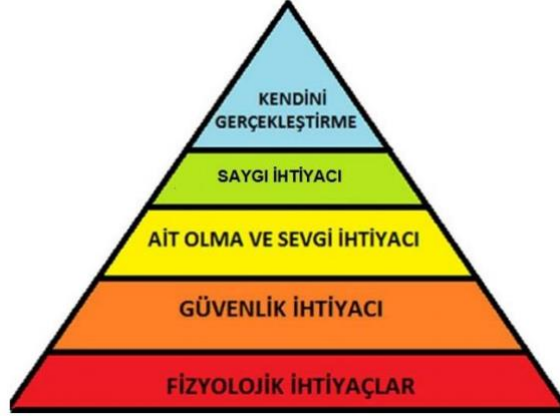 KENDİNİ
GERÇEKLEŞTİRME
SAYGI İHTİYACI
AİT OLMA VE SEVGİ İHTİYACI
GÜVENLİK İHTİYACI
FİZYOLOJİK İHTİYAÇLAR